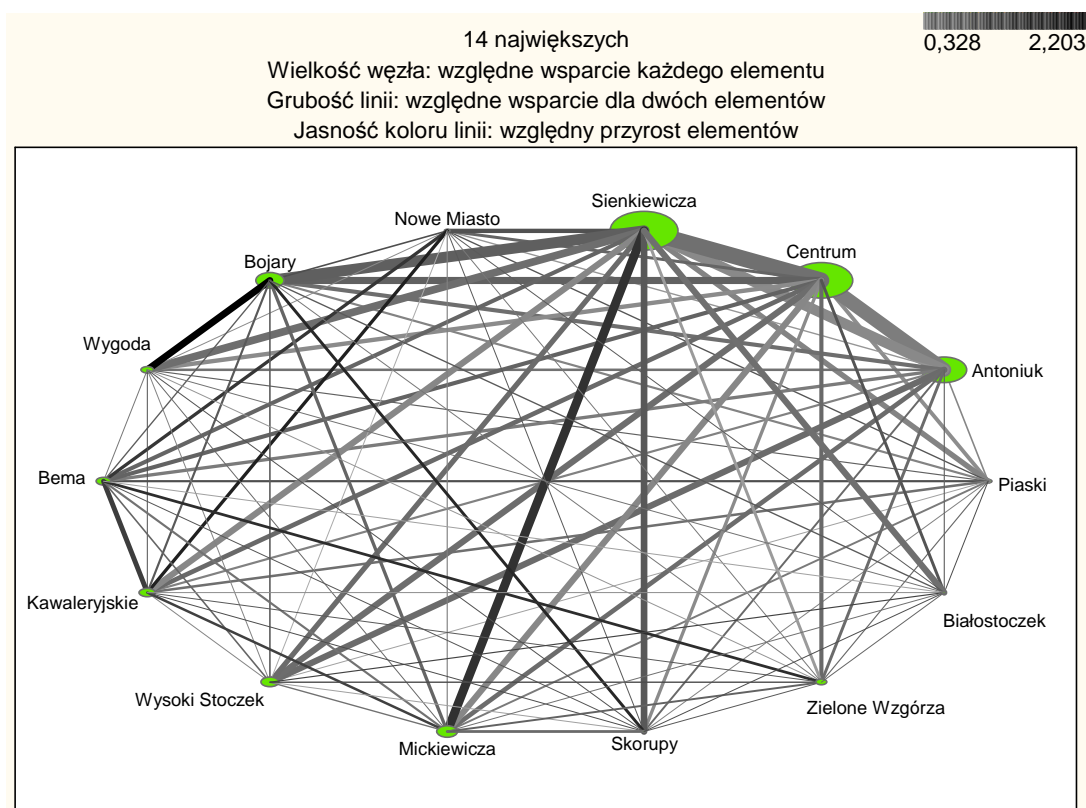 14 największych
Wielkość węzła: względne wsparcie każdego elementu
Grubość linii: względne wsparcie dla dwóch elementów
Jasność koloru linii: względny przyrost elementów
0,328 2,203
Sienkiewicza
Nowe Miasto
Centrum
Bojary
Wygoda
Antoniuk
Bema
Piaski
Kawaleryjskie
Białostoczek
Wysoki Stoczek
Zielone Wzgórza
Mickiewicza
Skorupy